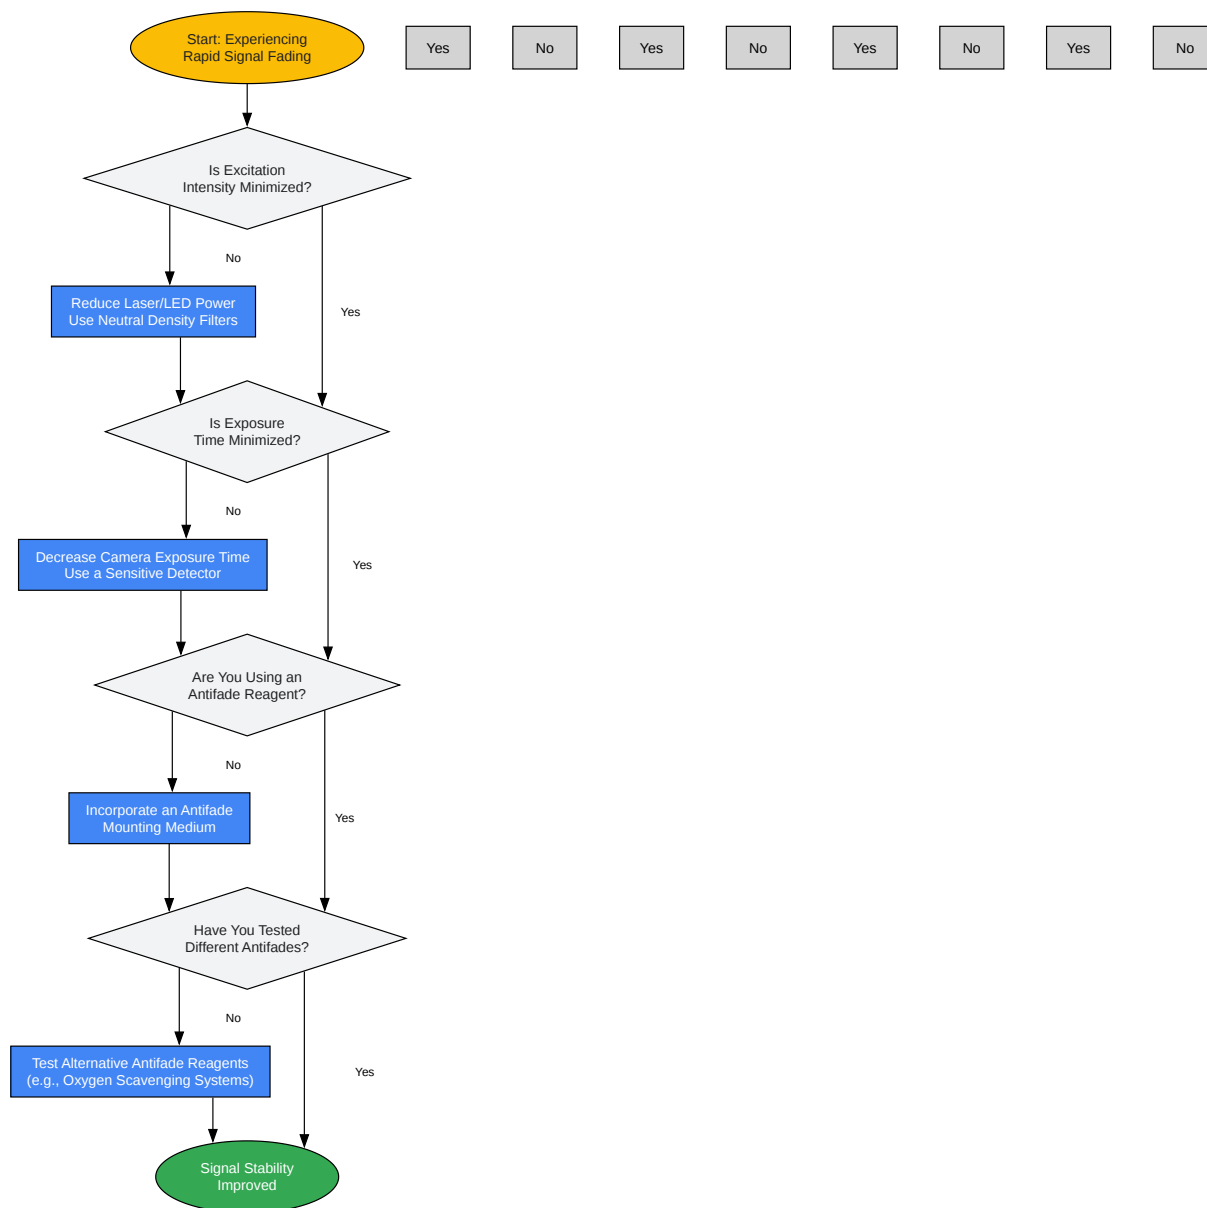 Start: Experiencing
Rapid Signal Fading
Yes
No
Yes
No
Yes
No
Yes
No
Is Excitation
Intensity Minimized?
No
Reduce Laser/LED Power
Use Neutral Density Filters
Yes
Is Exposure
Time Minimized?
No
Decrease Camera Exposure Time
Use a Sensitive Detector
Yes
Are You Using an
Antifade Reagent?
No
Incorporate an Antifade
Mounting Medium
Yes
Have You Tested
Different Antifades?
No
Test Alternative Antifade Reagents
(e.g., Oxygen Scavenging Systems)
Yes
Signal Stability
Improved